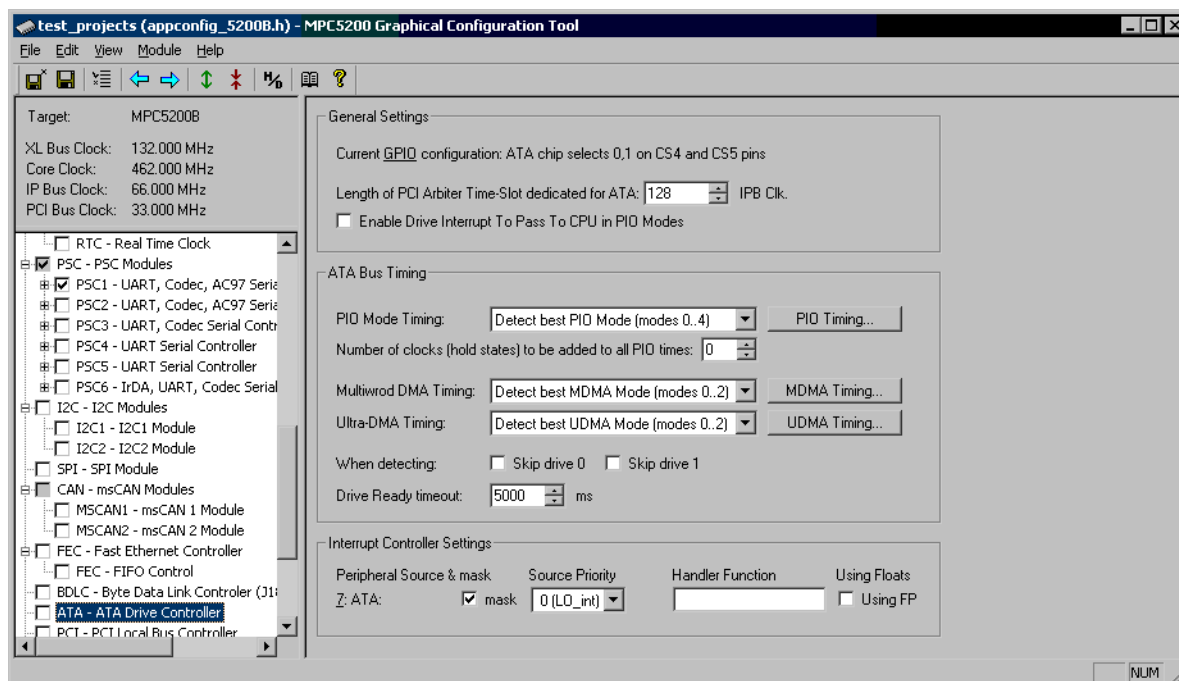 test_projects (appconfig_5200B.h) - MPC5200 Graphical Configuration Tool
File Edit View Module Help
H/D ?
Target: MPC5200B
XL Bus Clock: 132.000 MHz
Core Clock: 462.000 MHz
IP Bus Clock: 66.000 MHz
PCI Bus Clock: 33.000 MHz
RTC - Real Time Clock
PSC - PSC Modules
PSC1 - UART, Codec, AC97 Seria
PSC2 - UART, Codec, AC97 Seria
PSC3 - UART, Codec Serial Contr
PSC4 - UART Serial Controller
PSC5 - UART Serial Controller
PSC6 - IrDA, UART, Codec Serial
I2C - I2C Modules
I2C1 - I2C1 Module
I2C2 - I2C2 Module
SPI - SPI Module
CAN - msCAN Modules
MSCAN1 - msCAN 1 Module
MSCAN2 - msCAN 2 Module
FEC - Fast Ethernet Controller
FEC - FIFO Control
BDLC - Byte Data Link Controler (J18
ATA - ATA Drive Controller
PCI - PCI Local Bus Controller
General Settings
Current GPIO configuration: ATA chip selects 0,1 on CS4 and CS5 pins
Length of PCI Arbiter Time-Slot dedicated for ATA: 128 IPB Clk.
Enable Drive Interrupt To Pass To CPU in PIO Modes
ATA Bus Timing
PIO Mode Timing: Detect best PIO Mode (modes 0..4) PIO Timing...
Number of clocks (hold states) to be added to all PIO times: 0
Multiwrod DMA Timing: Detect best MDMA Mode (modes 0..2) MDMA Timing...
Ultra-DMA Timing: Detect best UDMA Mode (modes 0..2) UDMA Timing...
When detecting: Skip drive 0 Skip drive 1
Drive Ready timeout: 5000 ms
Interrupt Controller Settings
Peripheral Source & mask Source Priority Handler Function Using Floats
7: ATA: mask 0 (LO_int) Using FP
NUM